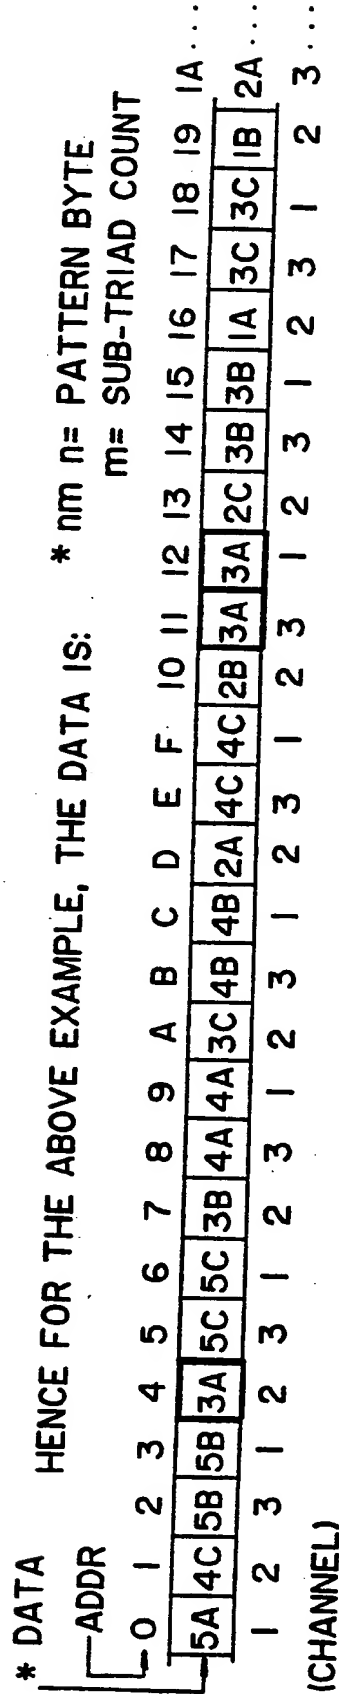 * DATA HENCE FOR THE ABOVE EXAMPLE, THE DATA IS: * nm n= PATTERN BYTE
m= SUB-TRIAD COUNT
ADDR
0 1 2 3 4 5 6 7 8 9 A B C D E F 10 11 12 13 14 15 16 17 18 19 1A....
5A 4C 5B 5B 3A 5C 5C 3B 4A 4A 3C 4B 4B 2A 4C 4C 2B 3A 3A 2C 3B 3B 1A 3C 3C 1B 2A...
1 2 3 1 2 3 1 2 3 1 2 3 1 2 3 1 2 3 1 2 3 1 2 3 1 2 3...
(CHANNEL)